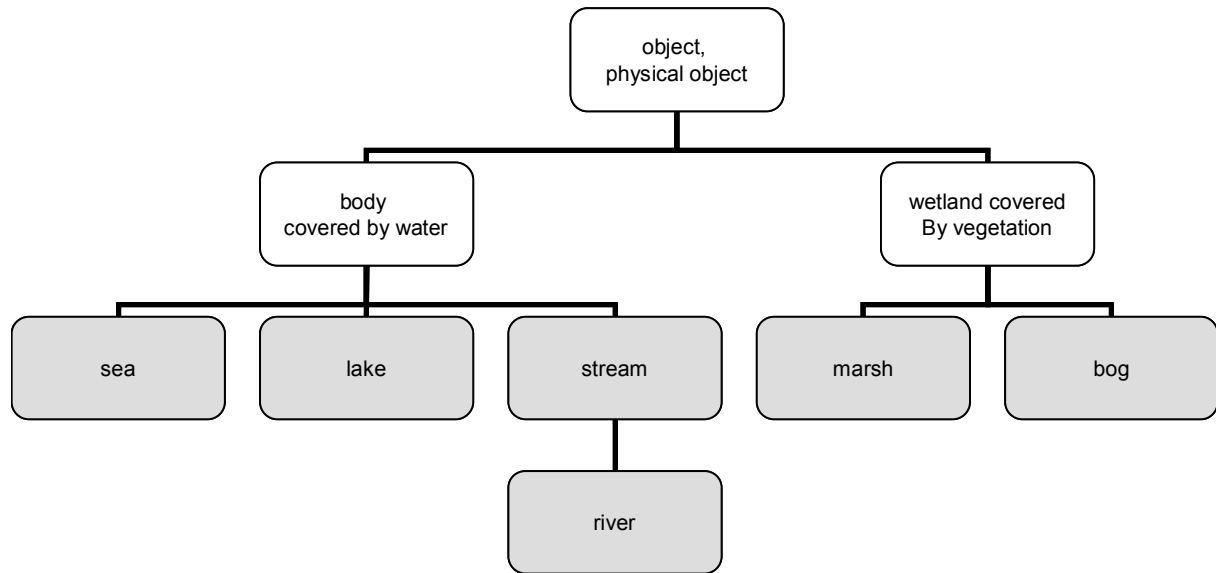 object,
physical object
body
covered by water
wetland covered
By vegetation
sea
lake
stream
marsh
bog
river